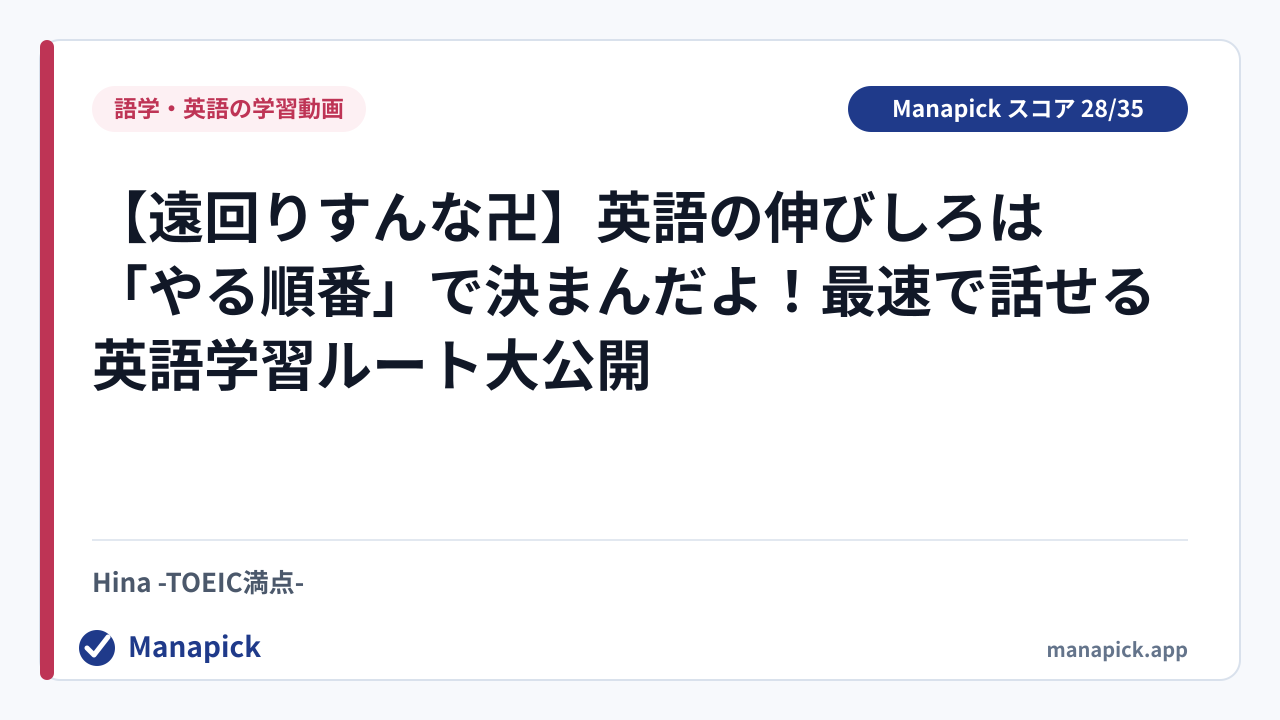 語学・英語の学習動画
Manapick スコア 28/35
【遠回りすんな卍】英語の伸びしろは
「やる順番」で決まんだよ！最速で話せる
英語学習ルート大公開
Hina -TOEIC満点-
Manapick
manapick.app